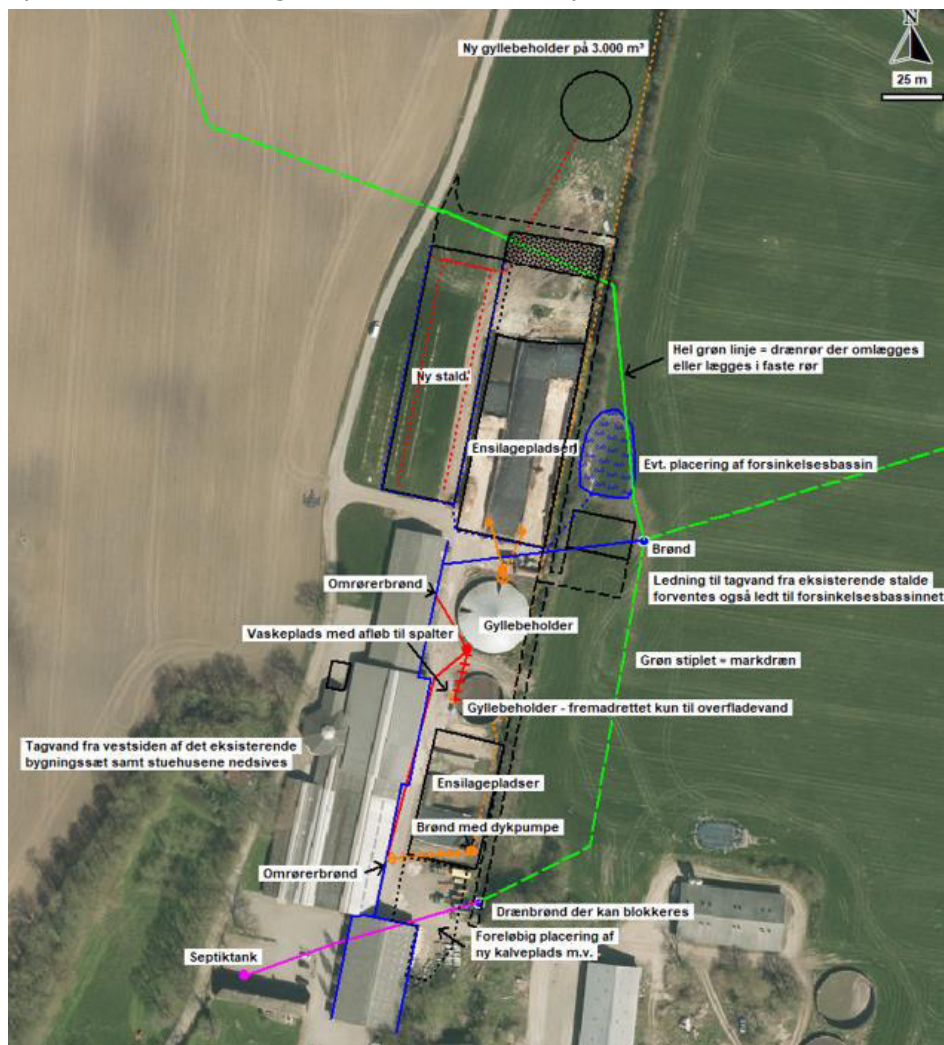 N
Ny gyllebeholder på 3.000 m³
25 m
Hel grøn linje = drænrør der omlægges
eller lægges i faste rør
Ny stald
Ensilagepladser
Evt. placering af forsinkelsesbassin
Brønd
Omrørerbrønd
Ledning til tagvand fra eksisterende stalde
forventes også ledt til forsinkelsesbassinnet
Gyllebeholder
Vaskeplads med afløb til spalter
Grøn stiplet = markdræn
Gyllebeholder - fremadrettet kun til overfladevand
Tagvand fra vestsiden af det eksisterende
bygningssæt samt stuehusene nedsives
Ensilagepladser
Brønd med dykpumpe
Omrørerbrønd
Drænbrønd der kan blokkeres
Foreløbig placering af
ny kalveplads m.v.
Septiktank